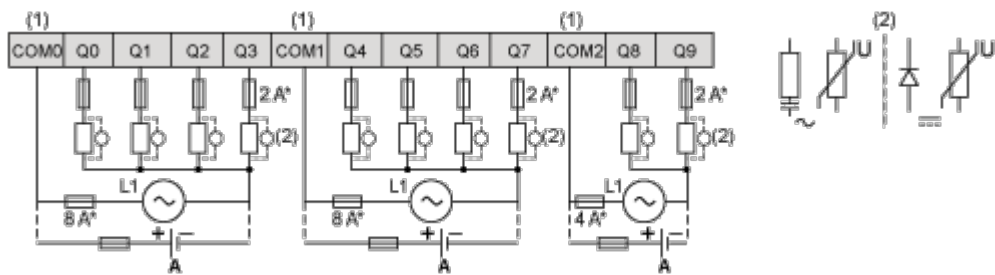 (1) (1) (1) (2)
COM0 Q0 Q1 Q2 Q3 COM1 Q4 Q5 Q6 Q7 COM2 Q8 Q9
U U
2 A* 2 A* 2 A*
(2) (2) (2)
L1 L1 L1
8 A* 8 A* 4 A*
+ − + − + −
A A A